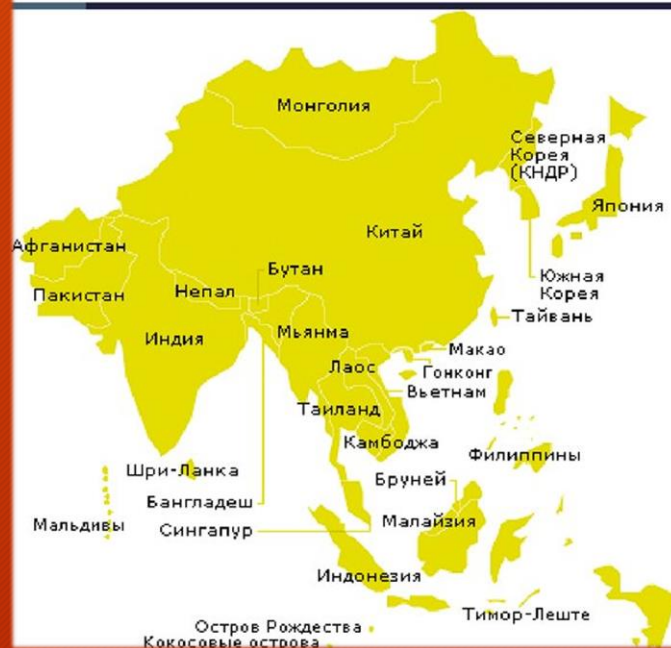 Монголия
Северная
Корея
(КНДР)
Япония
Китай
Афганистан
Бутан
Южная
Корея
Пакистан
Непал
Тайвань
Мьянма
Индия
Макао
Лаос
Гонконг
Вьетнам
Таиланд
Камбоджа
Филиппины
Шри-Ланка
Бруней
Бангладеш
Мальдивы
Сингапур
Малайзия
Индонезия
Тимор-Леште
Остров Рождества
Кокосовые острова